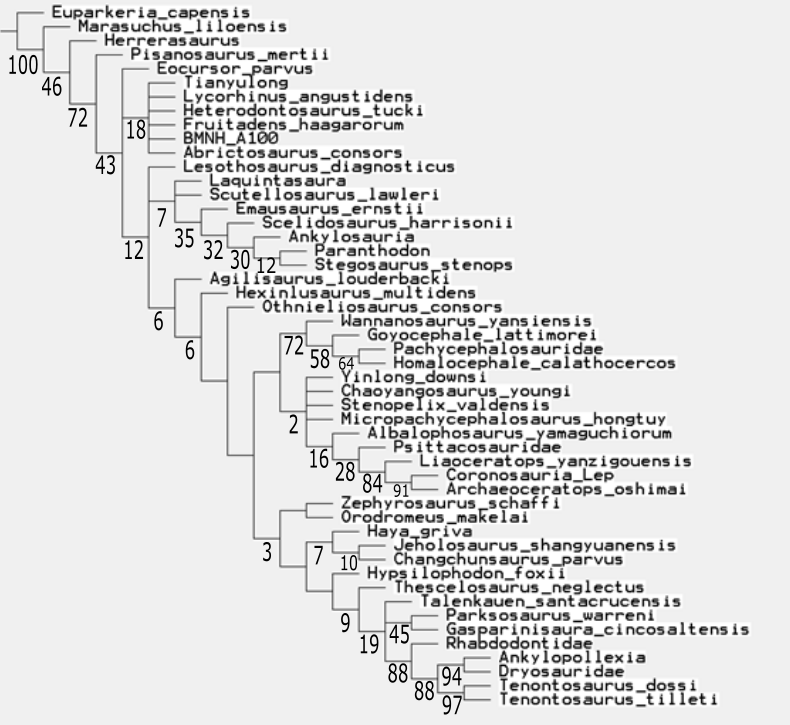 Euparkeria_capensis
Marasuchus_liloensis
Herrerasaurus
100
Pisanosaurus_mertii
Eocursor_parvus
46
Tianyulong
Lycorhinus_angustidens
Heterodontosaurus_tucki
72
Fruitadens_haagarorum
18
BMNH_A100
Abrictosaurus_consors
43
Lesothosaurus_diagnosticus
Laquintasaura
Scutellosaurus_lawleri
Emausaurus_ernstii
7
Scelidosaurus_harrisonii
35
Ankylosauria
12
32
Paranthodon
30
12
Stegosaurus_stenops
Agilisaurus_louderbacki
Hexinlusaurus_multidens
Othnieliosaurus_consors
6
Wannanosaurus_yansiensis
Goyocephale_lattimorei
6
72
Pachycephalosauridae
58
64
Homalocephale_calathocercos
Yinlong_downsi
Chaoyangosaurus_youngi
Stenopelix_valdensis
Micropachycephalosaurus_hongtuy
2
Albalophosaurus_yamaguchiorum
Psittacosauridae
16
Liaoceratops_yanzigouensis
28
Coronosauria_Lep
84
91
Archaeoceratops_oshimai
Zephyrosaurus_schaffi
Orodromeus_makelai
Haya_griva
Jeholosaurus_shangyuanensis
3
7
Changchunsaurus_parvus
10
Hypsilophodon_foxii
Thescelosaurus_neglectus
Talenkauen_santacrucensis
Parksosaurus_warreni
9
Gasparinisaura_cincosaltensis
45
19
Rhabdodontidae
Ankylopollexia
88
Dryosauridae
94
Tenontosaurus_dossi
88
Tenontosaurus_tilleti
97